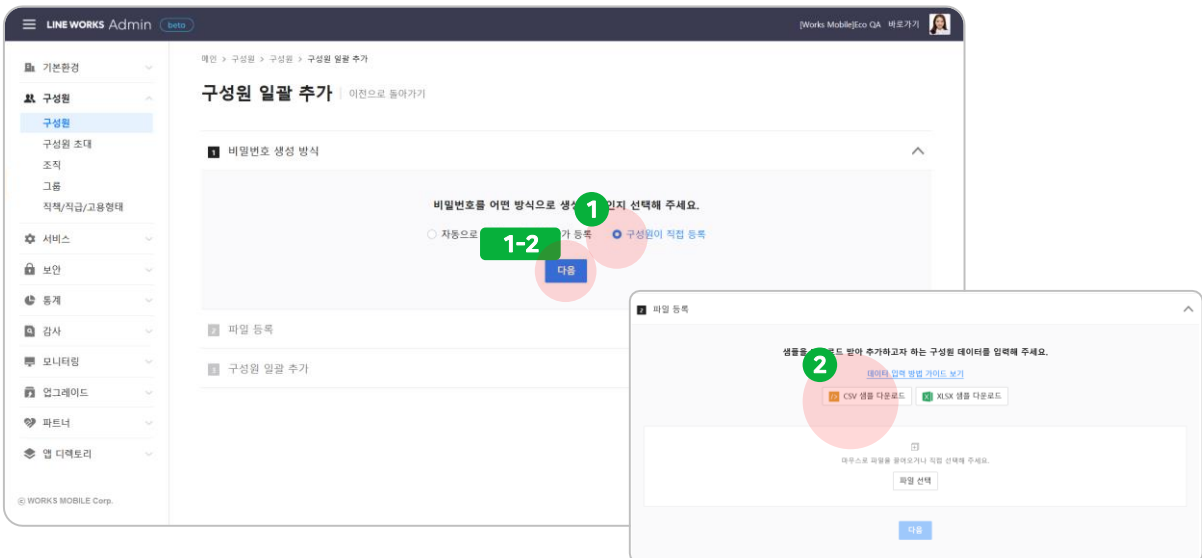 LINE WORKS Admin beta
[Works Mobile]Eco QA 바로가기
메인 > 구성원 > 구성원 > 구성원 일괄 추가
구성원 일괄 추가 이전으로 돌아가기
기본환경
구성원
구성원
구성원 초대
조직
그룹
직책/직급/고용형태
서비스
보안
통계
감사
모니터링
업그레이드
파트너
앱 디렉토리
© WORKS MOBILE Corp.
1 비밀번호 생성 방식
비밀번호를 어떤 방식으로 생성 인지 선택해 주세요.
1
자동으로 가 등록 구성원이 직접 등록
1-2
다음
2 파일 등록
3 구성원 일괄 추가
2 파일 등록
샘플을 로드 받아 추가하고자 하는 구성원 데이터를 입력해 주세요.
2
데이터 입력 방법 가이드 보기
CSV 샘플 다운로드 XLSX 샘플 다운로드
마우스로 파일을 끌어오거나 직접 선택해 주세요.
파일 선택
다음